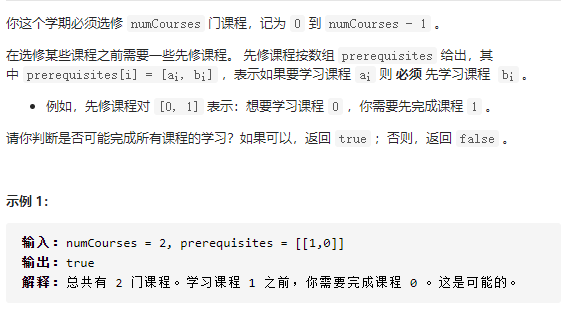 你这个学期必须选修 numCourses 门课程，记为 0 到 numCourses - 1 。
在选修某些课程之前需要一些先修课程。 先修课程按数组 prerequisites 给出，其
中 prerequisites[i] = [ai, bi] ，表示如果要学习课程 ai 则 必须 先学习课程 bi 。
• 例如，先修课程对 [0, 1] 表示：想要学习课程 0 ，你需要先完成课程 1 。
请你判断是否可能完成所有课程的学习？如果可以，返回 true ；否则，返回 false 。
示例 1：
输入：numCourses = 2, prerequisites = [[1,0]]
输出：true
解释：总共有 2 门课程。学习课程 1 之前，你需要完成课程 0 。这是可能的。